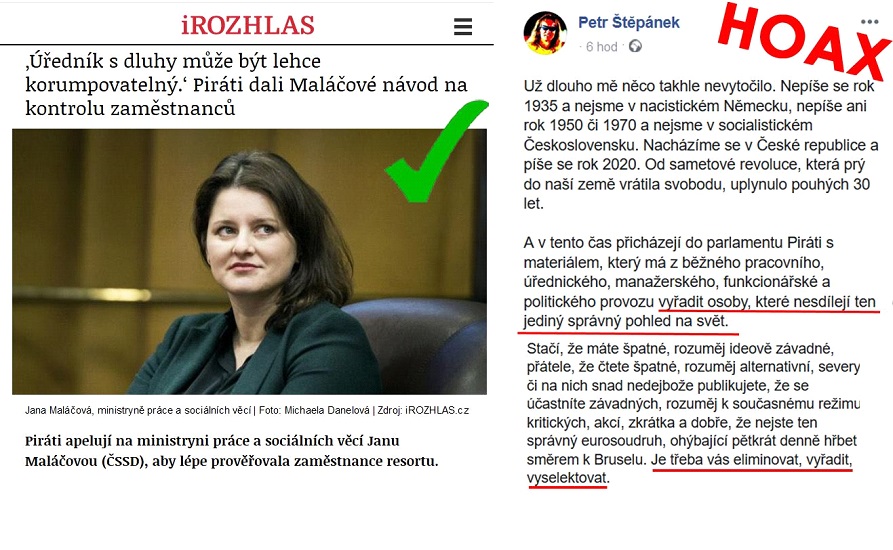 iROZHLAS
‚Úředník s dluhy může být lehce
korumpovatelný.‘ Piráti dali Maláčové návod na
kontrolu zaměstnanců
Jana Maláčová, ministryně práce a sociálních věcí | Foto: Michaela Danelová | Zdroj: iROZHLAS.cz
Piráti apelují na ministryni práce a sociálních věcí Janu
Maláčovou (ČSSD), aby lépe prověřovala zaměstnance resortu.
Petr Štěpánek
6 hod ·
HOAX
Už dlouho mě něco takhle nevytočilo. Nepíše se rok
1935 a nejsme v nacistickém Německu, nepíše ani
rok 1950 či 1970 a nejsme v socialistickém
Československu. Nacházíme se v České republice a
píše se rok 2020. Od sametové revoluce, která prý
do naší země vrátila svobodu, uplynulo pouhých 30
let.
A v tento čas přicházejí do parlamentu Piráti s
materiálem, který má z běžného pracovního,
úřednického, manažerského, funkcionářské a
politického provozu vyřadit osoby, které nesdílejí ten
jediný správný pohled na svět.
Stačí, že máte špatné, rozuměj ideově závadné,
přátele, že čtete špatné, rozuměj alternativní, severy
či na nich snad nedejbože publikujete, že se
účastníte závadných, rozuměj k současnému režimu
kritických, akcí, zkrátka a dobře, že nejste ten
správný eurosoudruh, ohýbající pětkrát denně hřbet
směrem k Bruselu. Je třeba vás eliminovat, vyřadit,
vyselektovat.